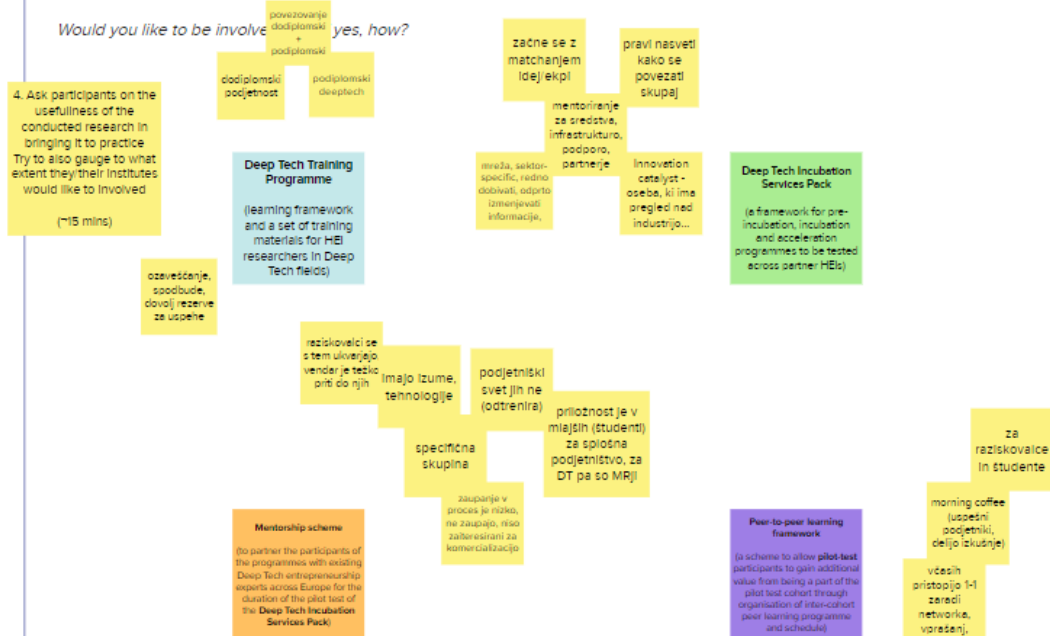 Would you like to be involve
yes, how?
povezovanje
dodiplomski
+
podiplomski
dodiplomski
podjetnost
podiplomski
deeptech
4. Ask participants on the
usefullness of the
conducted research in
bringing it to practice
Try to also gauge to what
extent they/their institutes
would like to involved
(~15 mins)
Deep Tech Training
Programme
(learning framework
and a set of training
materials for HEI
researchers in Deep
Tech fields)
začne se z
matchanjem
idej/ekpi
pravi nasveti
kako se
povezati
skupaj
mentoriranje
za sredstva,
infrastrukturo,
podporo,
partnerje
mreža, sektor-
specific, redno
dobivati, odprto
izmenjevati
informacije,
Innovation
catalyst -
oseba, ki ima
pregled nad
industrijo...
Deep Tech Incubation
Services Pack
(a framework for pre-
incubation, incubation
and acceleration
programmes to be tested
across partner HEIs)
ozaveščanje,
spodbude,
dovolj rezerve
za uspehe
raziskovalci se
s tem ukvarjajo,
vendar je težko
priti do njih
imajo izume,
tehnologije
podjetniški
svet jih ne
(odtrenira)
specifična
skupina
priložnost je v
mlajših (študenti)
za splošna
podjetništvo, za
DT pa so MRji
zaupanje v
proces je nizko,
ne zaupajo, niso
zaiteresirani za
komercializacijo
Mentorship scheme
(to partner the participants of
the programmes with existing
Deep Tech entrepreneurship
experts across Europe for the
duration of the pilot test of
the Deep Tech Incubation
Services Pack)
Peer-to-peer learning
framework
(a scheme to allow pilot-test
participants to gain additional
value from being a part of the
pilot test cohort through
organisation of inter-cohort
peer learning programme
and schedule)
za
raziskovalce
in študente
morning coffee
(uspešni
podjetniki,
delijo izkušnje)
včasih
pristopijo 1-1
zaradi
networka,
vprašanj,